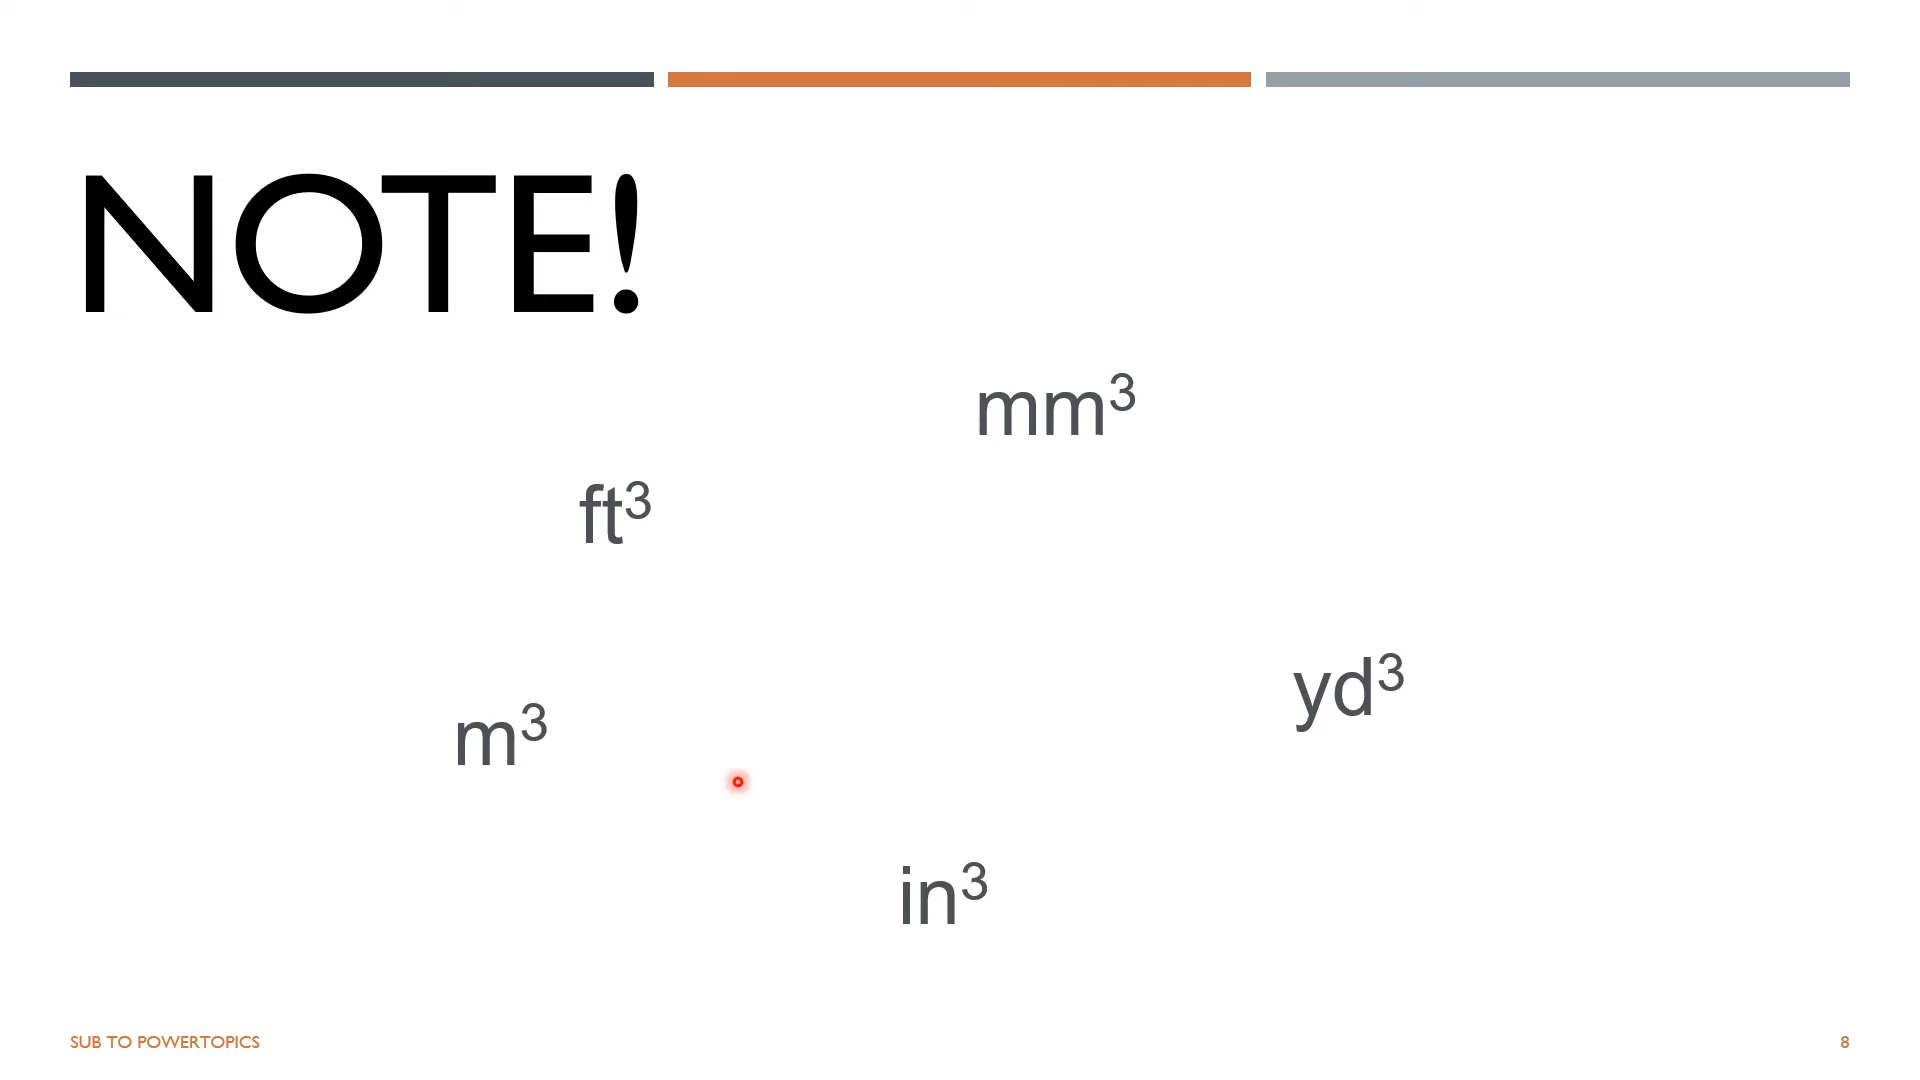 NOTE!
mm³
ft³
yd³
m³
in³
SUB TO POWERTOPICS
8